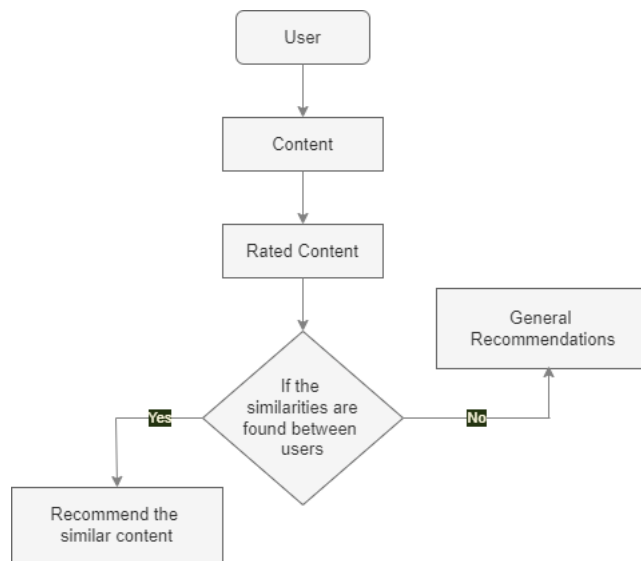 User
Content
Rated Content
General
Recommendations
If the
similarities are
found between
users
Yes
No
Recommend the
similar content